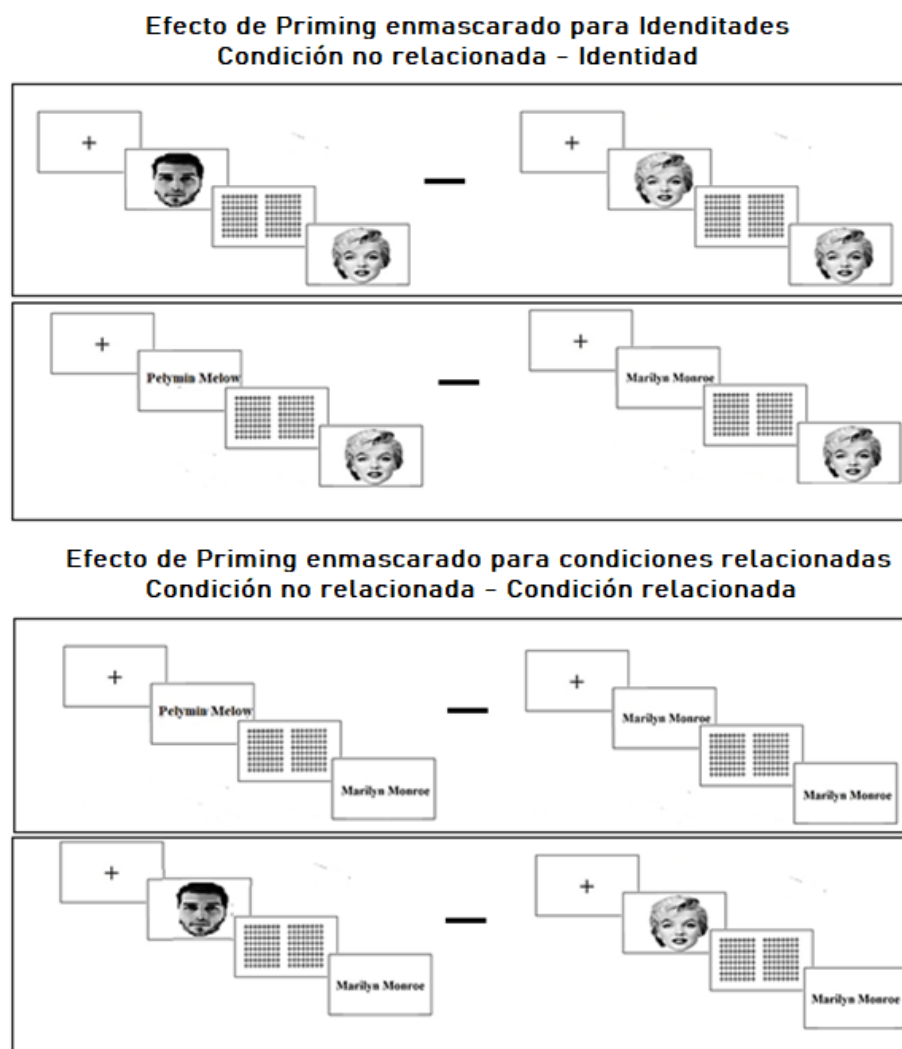 Efecto de Priming enmascarado para Idenditades
Condición no relacionada - Identidad
+
+
+
Pelymin Melow
+
Marilyn Monroe
Efecto de Priming enmascarado para condiciones relacionadas
Condición no relacionada - Condición relacionada
+
Pelymin Melow
Marilyn Monroe
+
Marilyn Monroe
Marilyn Monroe
+
Marilyn Monroe
+
Marilyn Monroe